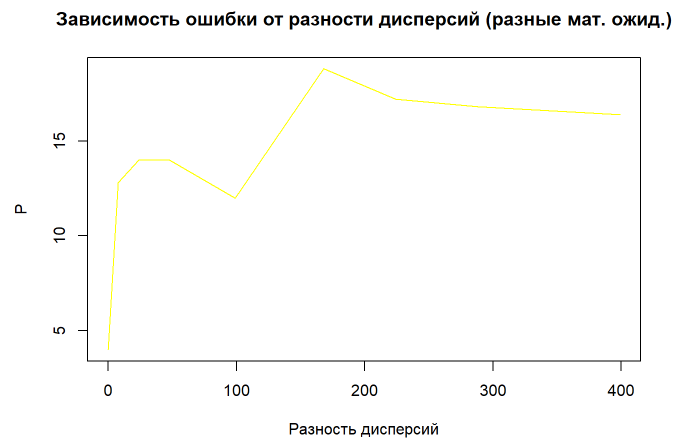 Зависимость ошибки от разности дисперсий (разные мат. ожид.)
P
15
10
5
0 100 200 300 400
Разность дисперсий